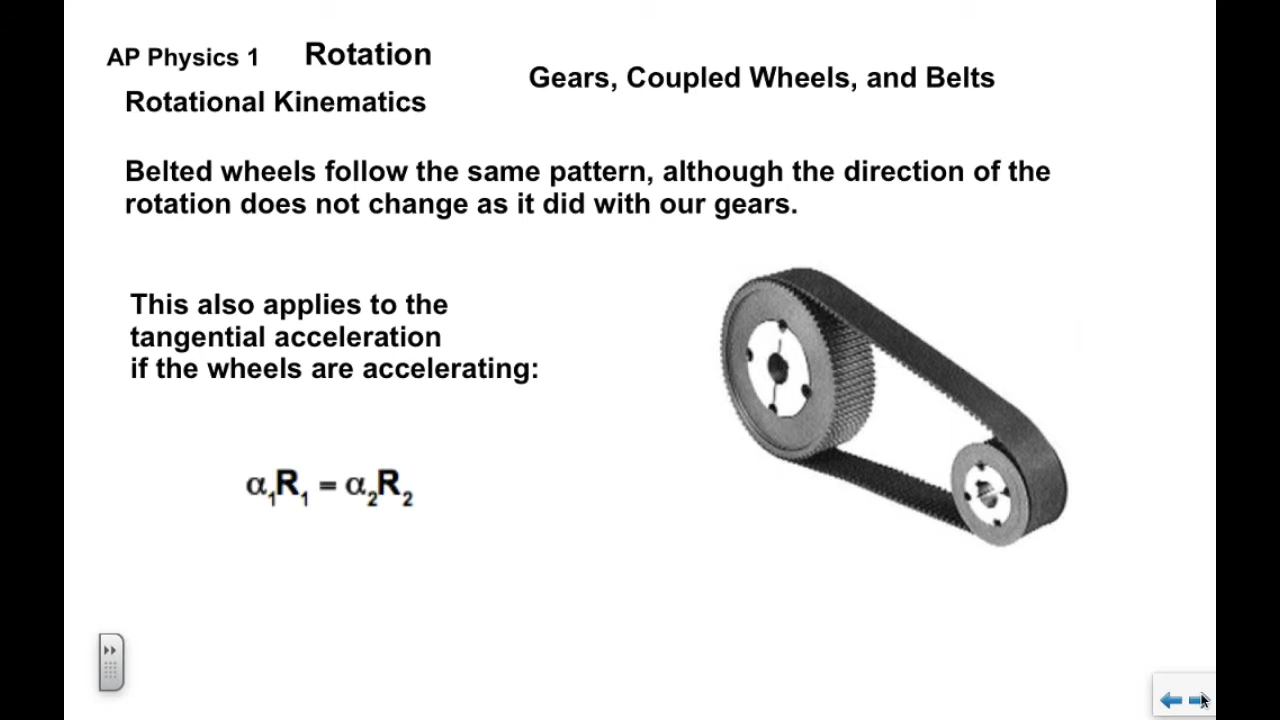 AP Physics 1 Rotation
Gears, Coupled Wheels, and Belts
Rotational Kinematics
Belted wheels follow the same pattern, although the direction of the
rotation does not change as it did with our gears.
This also applies to the
tangential acceleration
if the wheels are accelerating:
α₁R₁ = α₂R₂